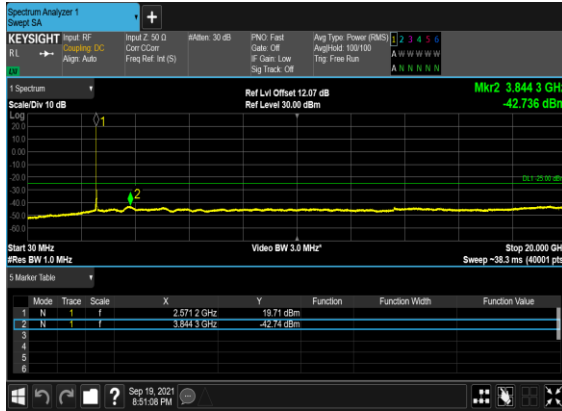 Spectrum Analyzer 1
Swept SA
+
KEYSIGHT Input: RF Input Z: 50 Ω #Atten: 30 dB PNO: Fast Avg Type: Power (RMS) 1 2 3 4 5 6
RL Coupling: DC Corr CCorr Gate: Off Avg|Hold: 100/100 A W W W W W
Align: Auto Freq Ref: Int (S) IF Gain: Low Trig: Free Run
Sig Track: Off A N N N N N
1 Spectrum Mkr2 3.844 3 GHz
Ref Lvl Offset 12.07 dB
Scale/Div 10 dB Ref Level 30.00 dBm -42.736 dBm
Log
20.0
10.0
0.00
-10.0
-20.0
-30.0
-40.0
-50.0
-60.0
1
2
DL1 -25.00 dBm
Start 30 MHz Video BW 3.0 MHz* Stop 20.000 GH
#Res BW 1.0 MHz Sweep ~38.3 ms (40001 pts
5 Marker Table
Mode Trace Scale X Y Function Function Width Function Value
1 N 1 f 2.571 2 GHz 19.71 dBm
2 N 1 f 3.844 3 GHz -42.74 dBm
3
4
5
6
? Sep 19, 2021
8:51:08 PM